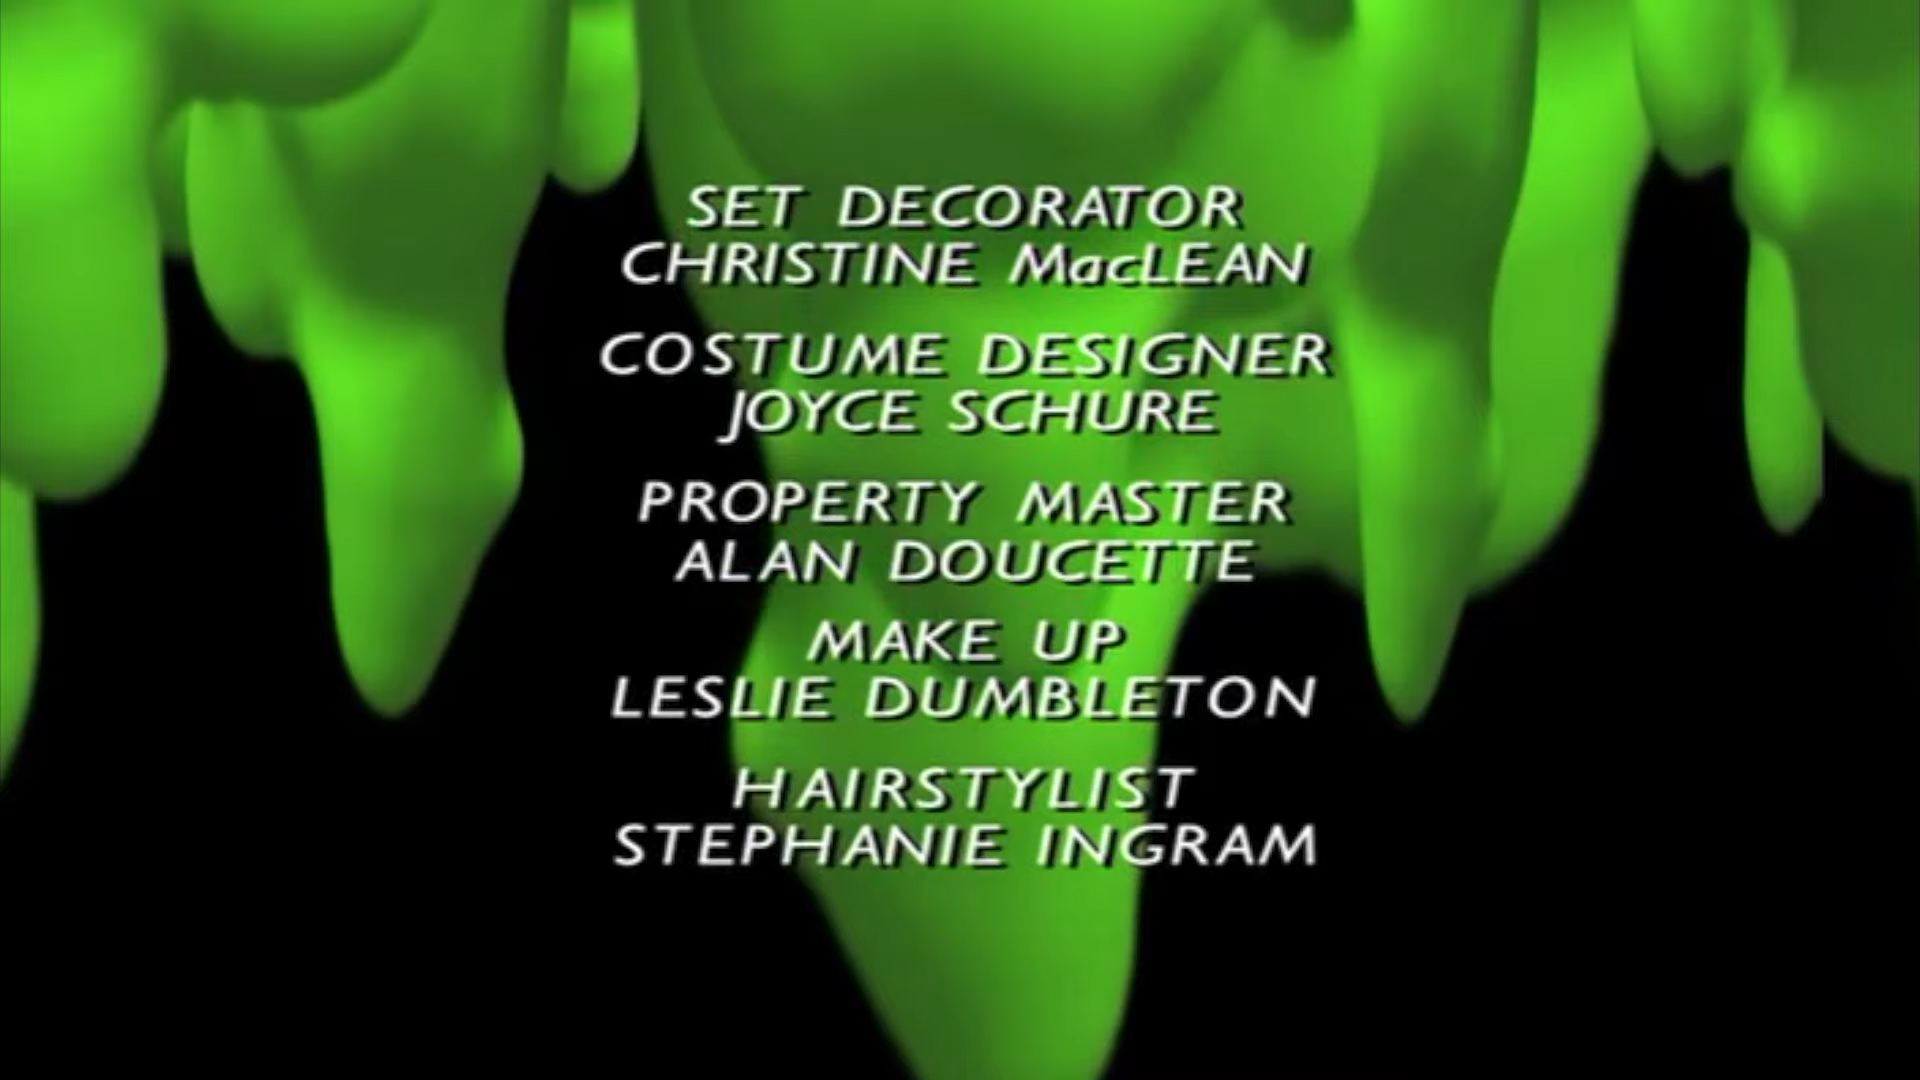 SET DECORATOR
CHRISTINE MacLEAN
COSTUME DESIGNER
JOYCE SCHURE
PROPERTY MASTER
ALAN DOUCETTE
MAKE UP
LESLIE DUMBLETON
HAIRSTYLIST
STEPHANIE INGRAM